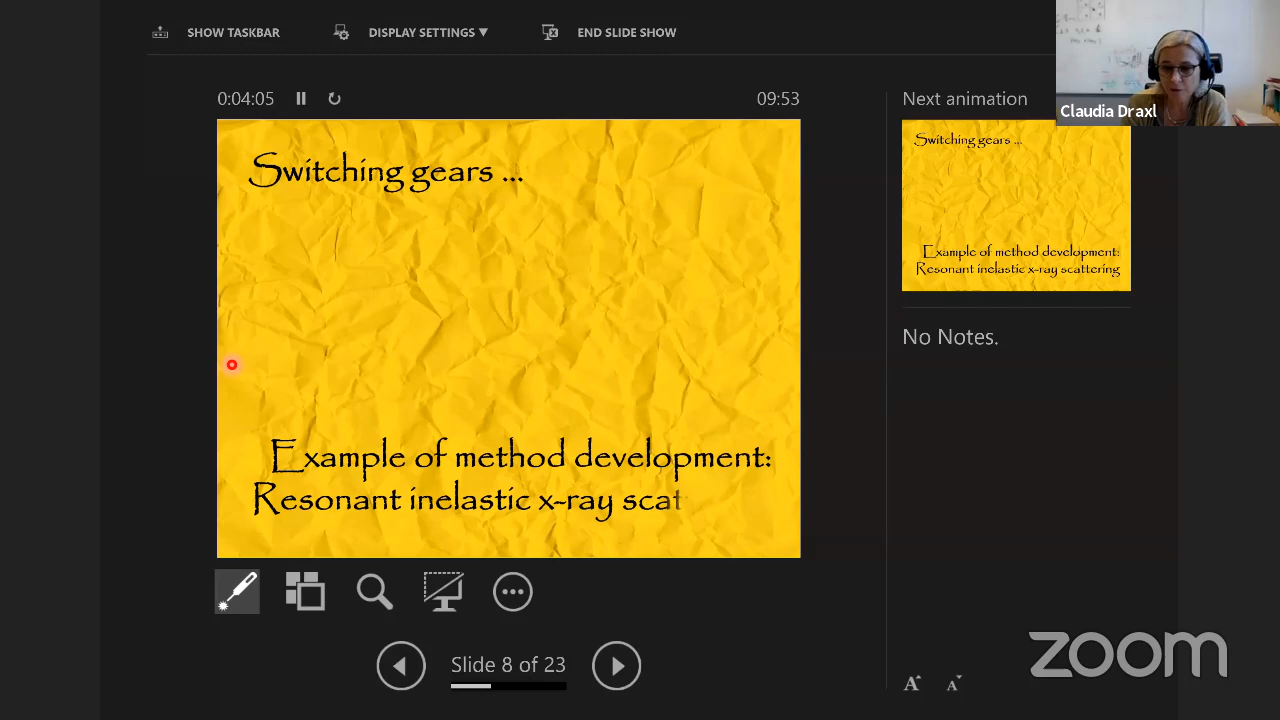 SHOW TASKBAR
DISPLAY SETTINGS ▼
END SLIDE SHOW
0:04:05
09:53
Next animation
Claudia Draxl
Switching gears ...
Example of method development:
Resonant inelastic x-ray scat
Switching gears ...
Example of method development:
Resonant inelastic x-ray scattering
No Notes.
Slide 8 of 23
A A
zoom